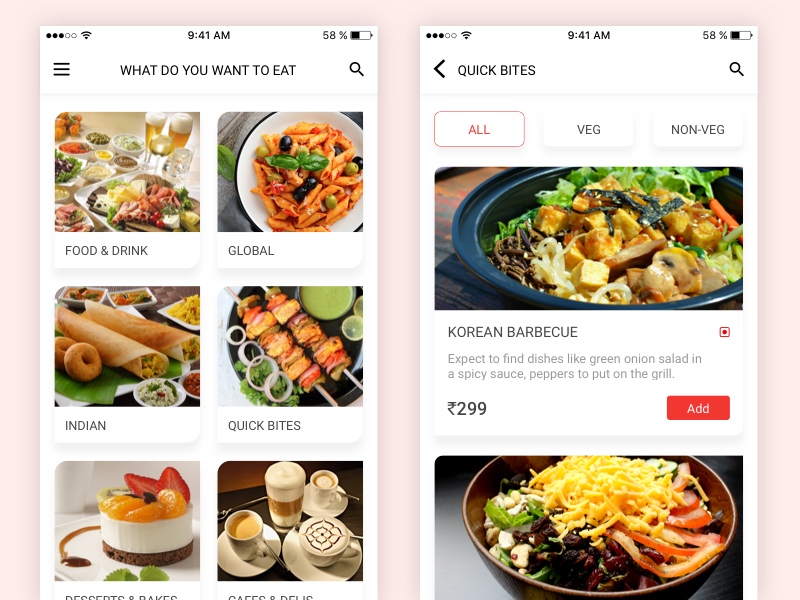 9:41 AM
58 %
WHAT DO YOU WANT TO EAT
FOOD & DRINK
GLOBAL
INDIAN
QUICK BITES
DESSERTS & BAKES
CAFES & DELIS
9:41 AM
58 %
QUICK BITES
ALL
VEG
NON-VEG
KOREAN BARBECUE
Expect to find dishes like green onion salad in
a spicy sauce, peppers to put on the grill.
₹299
Add